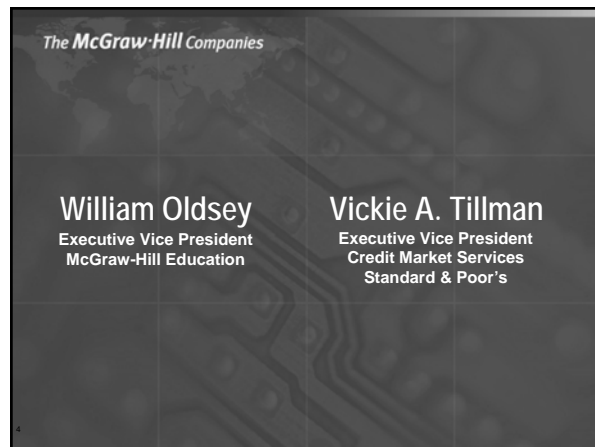 The McGraw·Hill Companies
William Oldsey
Executive Vice President
McGraw-Hill Education
Vickie A. Tillman
Executive Vice President
Credit Market Services
Standard & Poor's
4